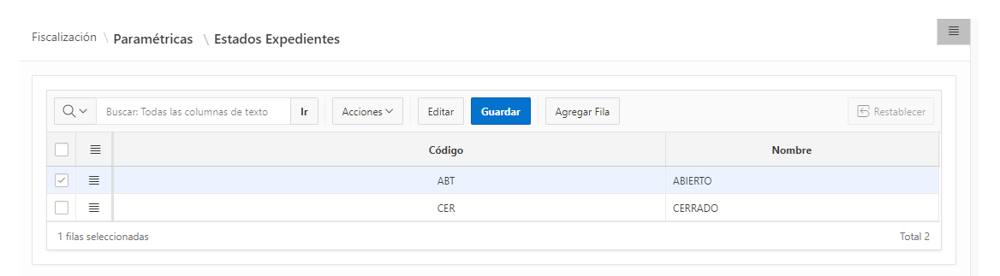 Fiscalización \ Paramétricas \ Estados Expedientes
Buscar: Todas las columnas de texto Ir Acciones Editar Guardar Agregar Fila Restablecer
Código Nombre
ABT ABIERTO
CER CERRADO
1 filas seleccionadas Total 2